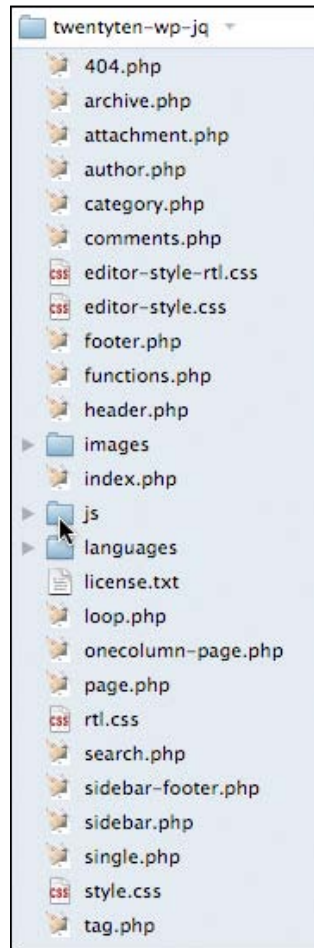 twentyten-wp-jq
404.php
archive.php
attachment.php
author.php
category.php
comments.php
editor-style-rtl.css
editor-style.css
footer.php
functions.php
header.php
images
index.php
js
languages
license.txt
loop.php
onecolumn-page.php
page.php
rtl.css
search.php
sidebar-footer.php
sidebar.php
single.php
style.css
tag.php